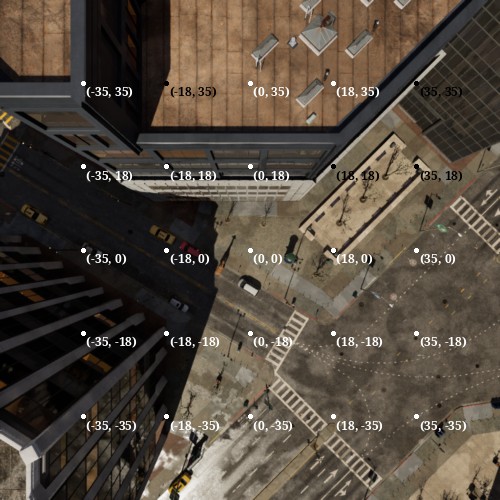 (-35, 35) (-18, 35) (0, 35) (18, 35) (35, 35)
(-35, 18) (-18, 18) (0, 18) (18, 18) (35, 18)
(-35, 0) (-18, 0) (0, 0) (18, 0) (35, 0)
(-35, -18) (-18, -18) (0, -18) (18, -18) (35, -18)
(-35, -35) (-18, -35) (0, -35) (18, -35) (35, -35)